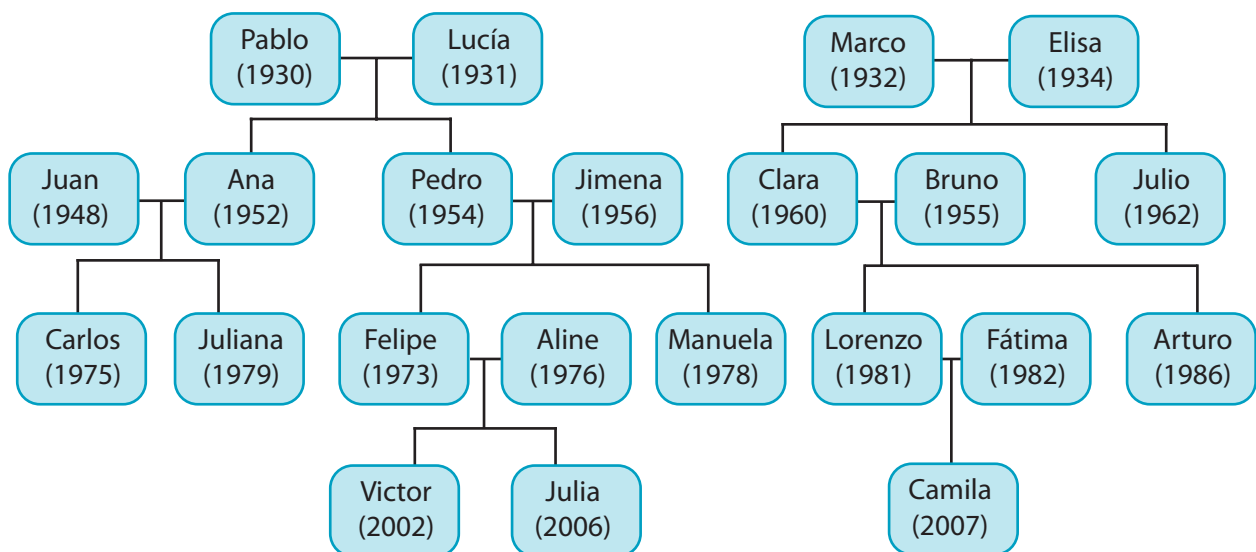 Pablo
(1930)
Lucía
(1931)
Marco
(1932)
Elisa
(1934)
Juan
(1948)
Ana
(1952)
Pedro
(1954)
Jimena
(1956)
Clara
(1960)
Bruno
(1955)
Julio
(1962)
Carlos
(1975)
Juliana
(1979)
Felipe
(1973)
Aline
(1976)
Manuela
(1978)
Lorenzo
(1981)
Fátima
(1982)
Arturo
(1986)
Victor
(2002)
Julia
(2006)
Camila
(2007)